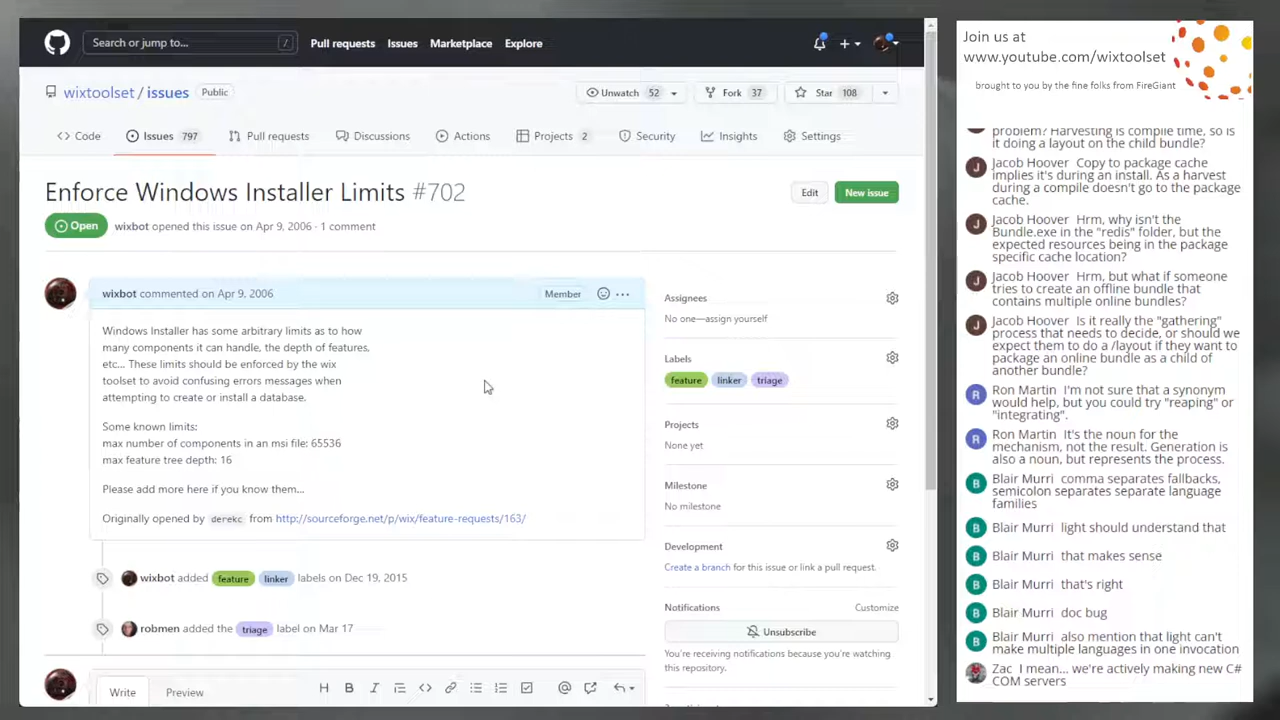 Search or jump to...
/
Pull requests
Issues
Marketplace
Explore
wixtoolset / issues
Public
Unwatch 52
Fork 37
Star 108
Code
Issues 797
Pull requests
Discussions
Actions
Projects 2
Security
Insights
Settings
Enforce Windows Installer Limits #702
Edit
New issue
Open
wixbot opened this issue on Apr 9, 2006 · 1 comment
wixbot commented on Apr 9, 2006
Member
Windows Installer has some arbitrary limits as to how
many components it can handle, the depth of features,
etc... These limits should be enforced by the wix
toolset to avoid confusing errors messages when
attempting to create or install a database.
Some known limits:
max number of components in an msi file: 65536
max feature tree depth: 16
Please add more here if you know them...
Originally opened by derekc from http://sourceforge.net/p/wix/feature-requests/163/
wixbot added feature linker labels on Dec 19, 2015
robmen added the triage label on Mar 17
Write
Preview
Assignees
No one—assign yourself
Labels
feature
linker
triage
Projects
None yet
Milestone
No milestone
Development
Create a branch for this issue or link a pull request.
Notifications
Customize
Unsubscribe
You're receiving notifications because you're watching
this repository.
Join us at
www.youtube.com/wixtoolset
brought to you by the fine folks from FireGiant
problem? Harvesting is compile time, so is
it doing a layout on the child bundle?
Jacob Hoover Copy to package cache
implies it's during an install. As a harvest
during a compile doesn't go to the package
cache.
Jacob Hoover Hrm, why isn't the
Bundle.exe in the "redis" folder, but the
expected resources being in the package
specific cache location?
Jacob Hoover Hrm, but what if someone
tries to create an offline bundle that
contains multiple online bundles?
Jacob Hoover Is it really the "gathering"
process that needs to decide, or should we
expect them to do a /layout if they want to
package an online bundle as a child of
another bundle?
Ron Martin I'm not sure that a synonym
would help, but you could try "reaping" or
"integrating".
Ron Martin It's the noun for the
mechanism, not the result. Generation is
also a noun, but represents the process.
Blair Murri comma separates fallbacks,
semicolon separates separate language
families
Blair Murri light should understand that
Blair Murri that makes sense
Blair Murri that's right
Blair Murri doc bug
Blair Murri also mention that light can't
make multiple languages in one invocation
Zac I mean... we're actively making new C#
COM servers